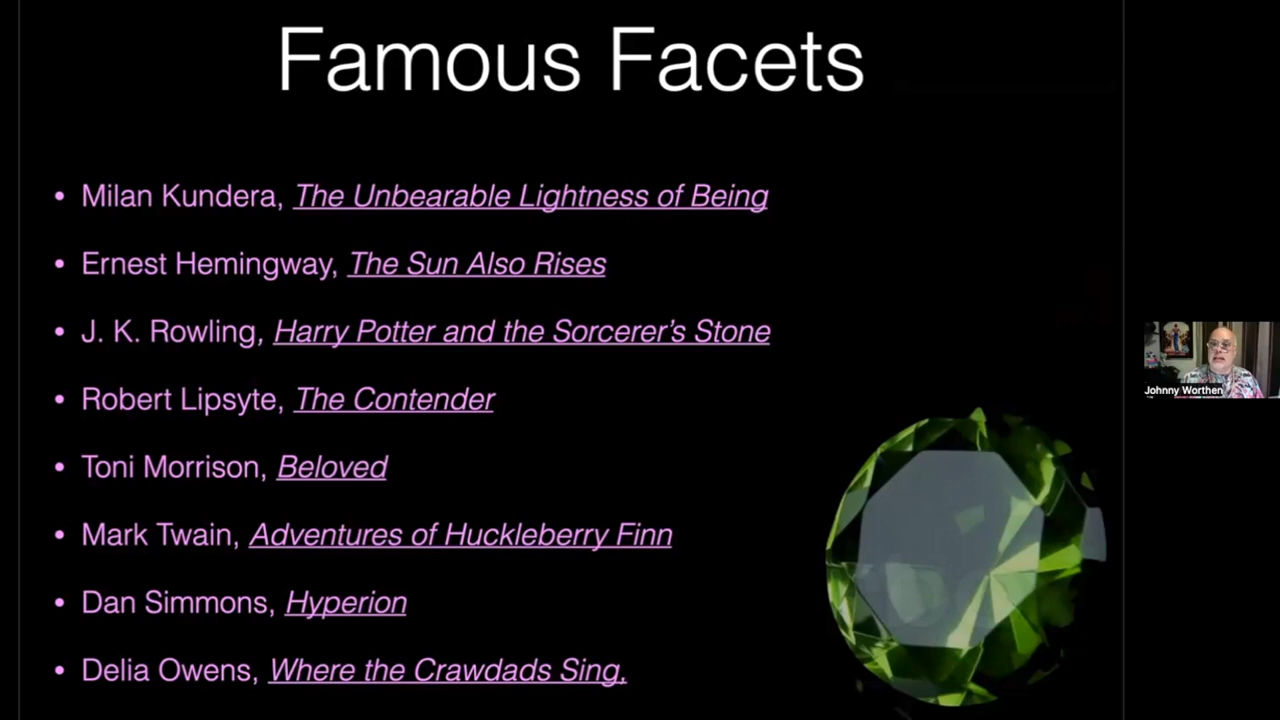 Famous Facets
• Milan Kundera, The Unbearable Lightness of Being
• Ernest Hemingway, The Sun Also Rises
• J. K. Rowling, Harry Potter and the Sorcerer’s Stone
• Robert Lipsyte, The Contender
• Toni Morrison, Beloved
• Mark Twain, Adventures of Huckleberry Finn
• Dan Simmons, Hyperion
• Delia Owens, Where the Crawdads Sing,
Johnny Worthen